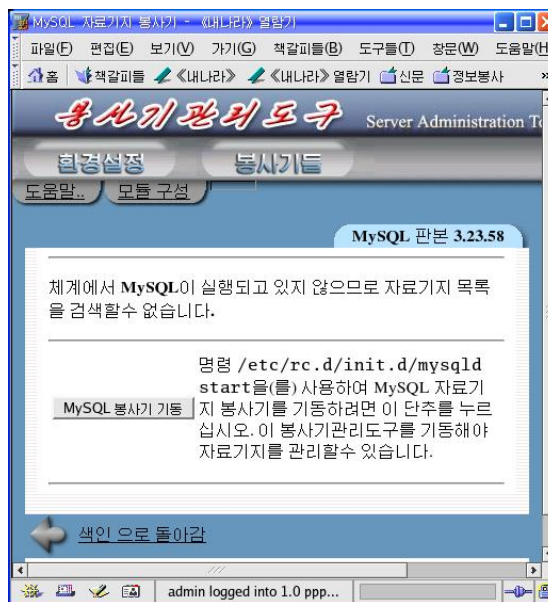 MySQL 자료기지 봉사기 - 《내나라》 열람기
파일(F) 편집(E) 보기(V) 가기(G) 책갈피들(B) 도구들(T) 창문(W) 도움말(H
홈 책갈피들 《내나라》 《내나라》 열람기 신문 정보봉사 »
봉사기관리도구 Server Administration To
환경설정 봉사기들
도움말.. 모듈 구성
MySQL 판본 3.23.58
체계에서 MySQL이 실행되고 있지 않으므로 자료기지 목록
을 검색할수 없습니다.
MySQL 봉사기 기동
명령 /etc/rc.d/init.d/mysqld
start을(를) 사용하여 MySQL 자료기
지 봉사기를 기동하려면 이 단추를 누르
십시오. 이 봉사기관리도구를 기동해야
자료기지를 관리할수 있습니다.
색인 으로 돌아감
admin logged into 1.0 ppp...